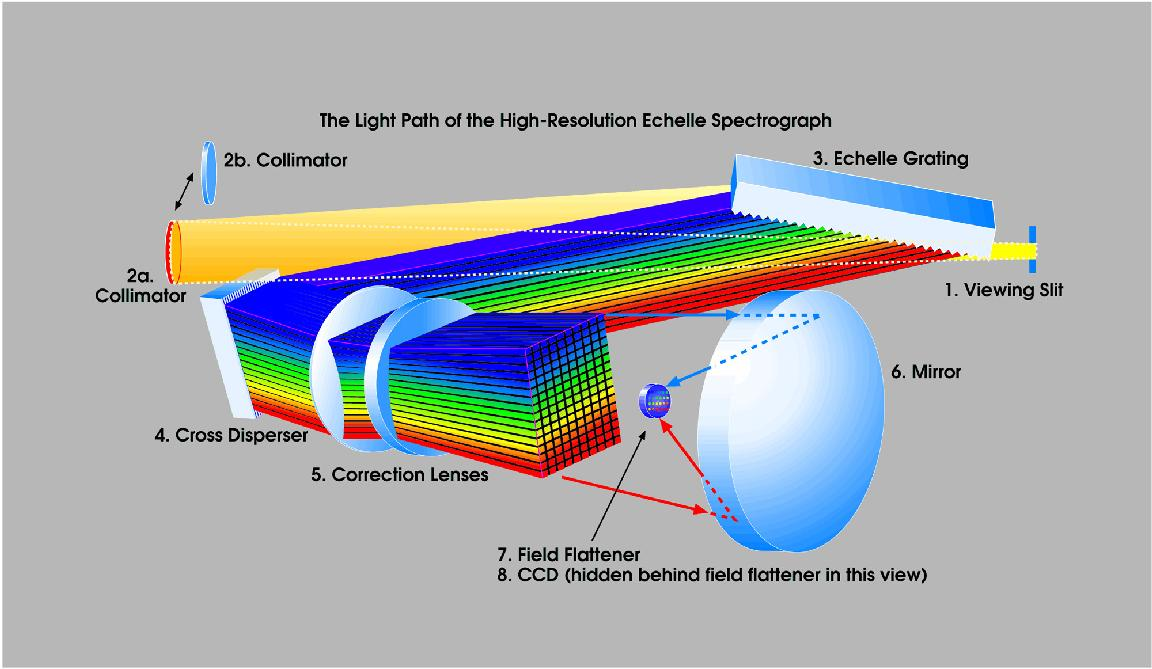 The Light Path of the High-Resolution Echelle Spectrograph
2b. Collimator
3. Echelle Grating
2a.
Collimator
1. Viewing Slit
6. Mirror
4. Cross Disperser
5. Correction Lenses
7. Field Flattener
8. CCD (hidden behind field flattener in this view)